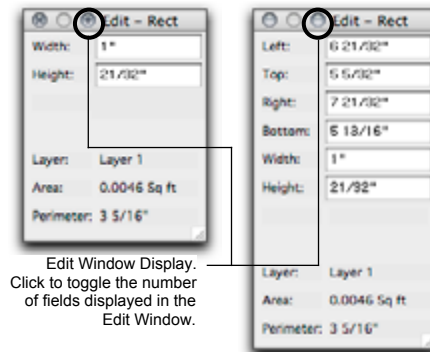 Edit - Rect
Width: 1"
Height: 21/32"
Layer: Layer 1
Area: 0.0046 Sq ft
Perimeter: 3 5/16"
Edit Window Display.
Click to toggle the number
of fields displayed in the
Edit Window.
Edit - Rect
Left: 6 21/32"
Top: 5 5/32"
Right: 7 21/32"
Bottom: 5 13/16"
Width: 1"
Height: 21/32"
Layer: Layer 1
Area: 0.0046 Sq ft
Perimeter: 3 5/16"